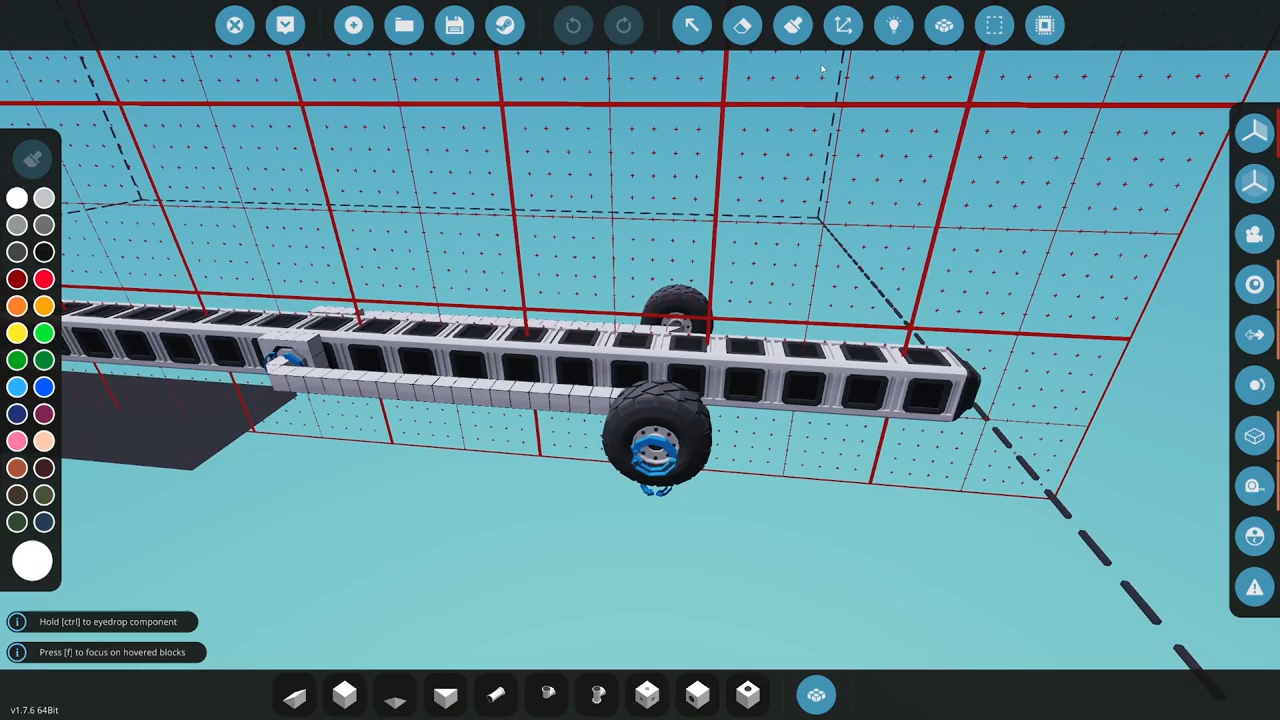 Hold [ctrl] to eyedrop component
Press [f] to focus on hovered blocks
v1.7.6 64Bit